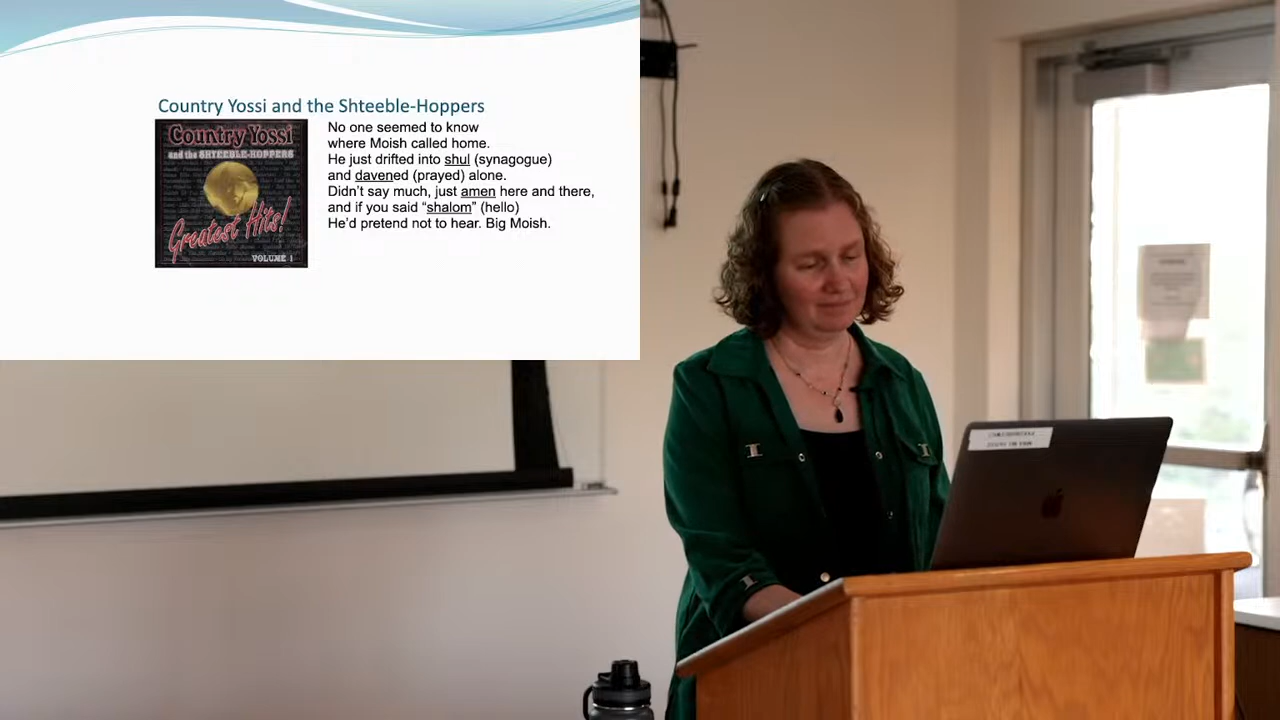 Country Yossi and the Shteeble-Hoppers
Country Yossi
and the SHTEEBLE-HOPPERS
Greatest Hits!
VOLUME 1
No one seemed to know
where Moish called home.
He just drifted into shul (synagogue)
and davened (prayed) alone.
Didn't say much, just amen here and there,
and if you said “shalom” (hello)
He'd pretend not to hear. Big Moish.